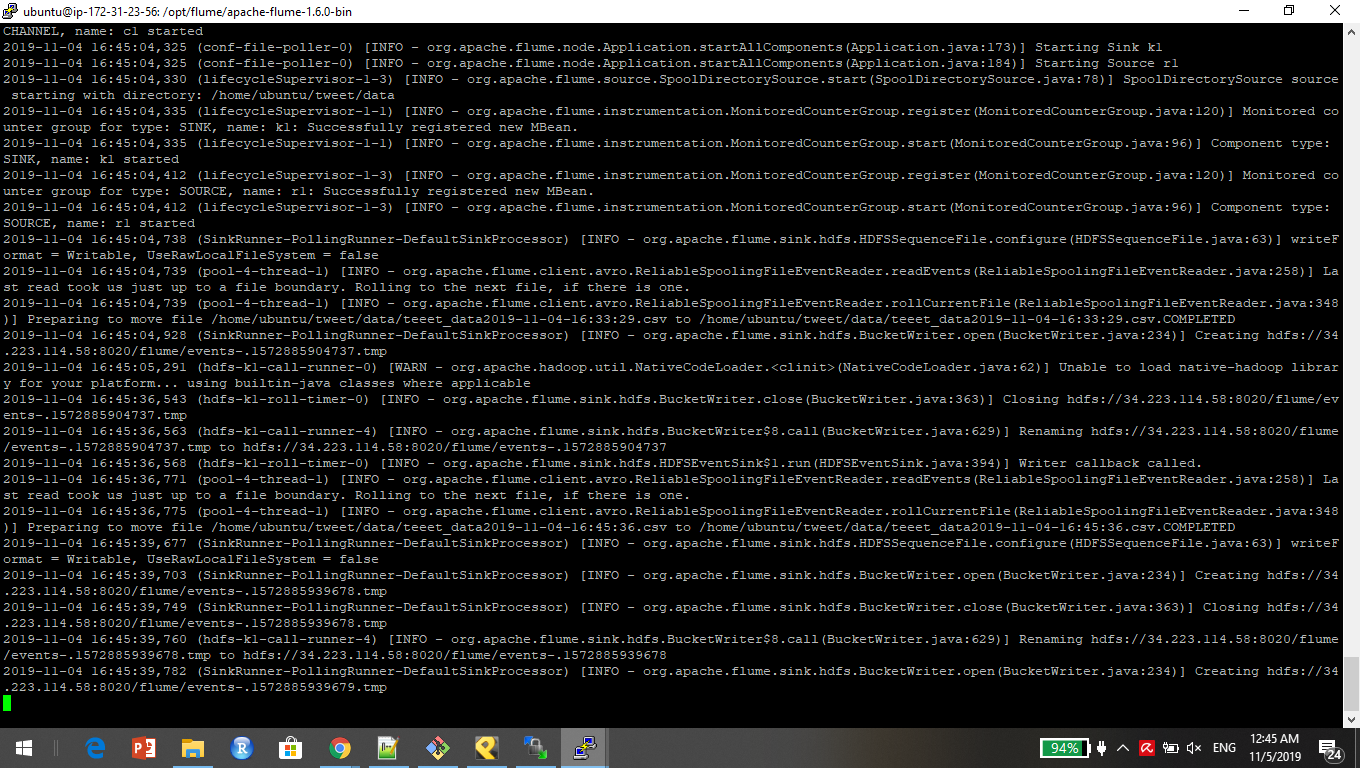 ubuntu@ip-172-31-23-56: /opt/flume/apache-flume-1.6.0-bin
CHANNEL, name: c1 started
2019-11-04 16:45:04,325 (conf-file-poller-0) [INFO - org.apache.flume.node.Application.startAllComponents(Application.java:173)] Starting Sink k1
2019-11-04 16:45:04,325 (conf-file-poller-0) [INFO - org.apache.flume.node.Application.startAllComponents(Application.java:184)] Starting Source r1
2019-11-04 16:45:04,330 (lifecycleSupervisor-1-3) [INFO - org.apache.flume.source.SpoolDirectorySource.start(SpoolDirectorySource.java:78)] SpoolDirectorySource source
 starting with directory: /home/ubuntu/tweet/data
2019-11-04 16:45:04,335 (lifecycleSupervisor-1-1) [INFO - org.apache.flume.instrumentation.MonitoredCounterGroup.register(MonitoredCounterGroup.java:120)] Monitored co
unter group for type: SINK, name: k1: Successfully registered new MBean.
2019-11-04 16:45:04,335 (lifecycleSupervisor-1-1) [INFO - org.apache.flume.instrumentation.MonitoredCounterGroup.start(MonitoredCounterGroup.java:96)] Component type:
SINK, name: k1 started
2019-11-04 16:45:04,412 (lifecycleSupervisor-1-3) [INFO - org.apache.flume.instrumentation.MonitoredCounterGroup.register(MonitoredCounterGroup.java:120)] Monitored co
unter group for type: SOURCE, name: r1: Successfully registered new MBean.
2019-11-04 16:45:04,412 (lifecycleSupervisor-1-3) [INFO - org.apache.flume.instrumentation.MonitoredCounterGroup.start(MonitoredCounterGroup.java:96)] Component type:
SOURCE, name: r1 started
2019-11-04 16:45:04,738 (SinkRunner-PollingRunner-DefaultSinkProcessor) [INFO - org.apache.flume.sink.hdfs.HDFSSequenceFile.configure(HDFSSequenceFile.java:63)] writeF
ormat = Writable, UseRawLocalFileSystem = false
2019-11-04 16:45:04,739 (pool-4-thread-1) [INFO - org.apache.flume.client.avro.ReliableSpoolingFileEventReader.readEvents(ReliableSpoolingFileEventReader.java:258)] La
st read took us just up to a file boundary. Rolling to the next file, if there is one.
2019-11-04 16:45:04,739 (pool-4-thread-1) [INFO - org.apache.flume.client.avro.ReliableSpoolingFileEventReader.rollCurrentFile(ReliableSpoolingFileEventReader.java:348
)] Preparing to move file /home/ubuntu/tweet/data/teeet_data2019-11-04-16:33:29.csv to /home/ubuntu/tweet/data/teeet_data2019-11-04-16:33:29.csv.COMPLETED
2019-11-04 16:45:04,928 (SinkRunner-PollingRunner-DefaultSinkProcessor) [INFO - org.apache.flume.sink.hdfs.BucketWriter.open(BucketWriter.java:234)] Creating hdfs://34
.223.114.58:8020/flume/events-.1572885904737.tmp
2019-11-04 16:45:05,291 (hdfs-k1-call-runner-0) [WARN - org.apache.hadoop.util.NativeCodeLoader.<clinit>(NativeCodeLoader.java:62)] Unable to load native-hadoop librar
y for your platform... using builtin-java classes where applicable
2019-11-04 16:45:36,543 (hdfs-k1-roll-timer-0) [INFO - org.apache.flume.sink.hdfs.BucketWriter.close(BucketWriter.java:363)] Closing hdfs://34.223.114.58:8020/flume/ev
ents-.1572885904737.tmp
2019-11-04 16:45:36,563 (hdfs-k1-call-runner-4) [INFO - org.apache.flume.sink.hdfs.BucketWriter$8.call(BucketWriter.java:629)] Renaming hdfs://34.223.114.58:8020/flume
/events-.1572885904737.tmp to hdfs://34.223.114.58:8020/flume/events-.1572885904737
2019-11-04 16:45:36,568 (hdfs-k1-roll-timer-0) [INFO - org.apache.flume.sink.hdfs.HDFSEventSink$1.run(HDFSEventSink.java:394)] Writer callback called.
2019-11-04 16:45:36,771 (pool-4-thread-1) [INFO - org.apache.flume.client.avro.ReliableSpoolingFileEventReader.readEvents(ReliableSpoolingFileEventReader.java:258)] La
st read took us just up to a file boundary. Rolling to the next file, if there is one.
2019-11-04 16:45:36,775 (pool-4-thread-1) [INFO - org.apache.flume.client.avro.ReliableSpoolingFileEventReader.rollCurrentFile(ReliableSpoolingFileEventReader.java:348
)] Preparing to move file /home/ubuntu/tweet/data/teeet_data2019-11-04-16:45:36.csv to /home/ubuntu/tweet/data/teeet_data2019-11-04-16:45:36.csv.COMPLETED
2019-11-04 16:45:39,677 (SinkRunner-PollingRunner-DefaultSinkProcessor) [INFO - org.apache.flume.sink.hdfs.HDFSSequenceFile.configure(HDFSSequenceFile.java:63)] writeF
ormat = Writable, UseRawLocalFileSystem = false
2019-11-04 16:45:39,703 (SinkRunner-PollingRunner-DefaultSinkProcessor) [INFO - org.apache.flume.sink.hdfs.BucketWriter.open(BucketWriter.java:234)] Creating hdfs://34
.223.114.58:8020/flume/events-.1572885939678.tmp
2019-11-04 16:45:39,749 (SinkRunner-PollingRunner-DefaultSinkProcessor) [INFO - org.apache.flume.sink.hdfs.BucketWriter.close(BucketWriter.java:363)] Closing hdfs://34
.223.114.58:8020/flume/events-.1572885939678.tmp
2019-11-04 16:45:39,760 (hdfs-k1-call-runner-4) [INFO - org.apache.flume.sink.hdfs.BucketWriter$8.call(BucketWriter.java:629)] Renaming hdfs://34.223.114.58:8020/flume
/events-.1572885939678.tmp to hdfs://34.223.114.58:8020/flume/events-.1572885939678
2019-11-04 16:45:39,782 (SinkRunner-PollingRunner-DefaultSinkProcessor) [INFO - org.apache.flume.sink.hdfs.BucketWriter.open(BucketWriter.java:234)] Creating hdfs://34
.223.114.58:8020/flume/events-.1572885939679.tmp
94%
ENG
12:45 AM
11/5/2019
24